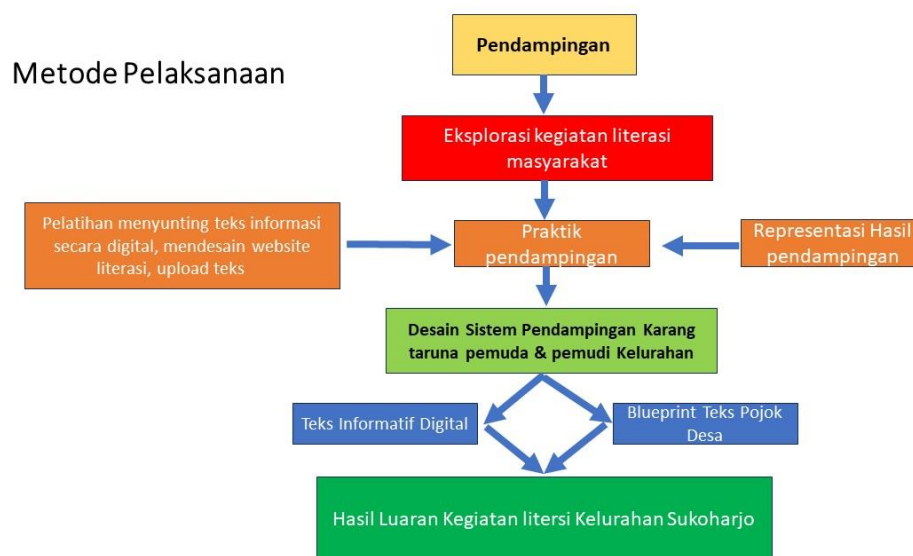 Metode Pelaksanaan
Pendampingan
Eksplorasi kegiatan literasi
masyarakat
Pelatihan menyunting teks informasi
secara digital, mendesain website
literasi, upload teks
Praktik
pendampingan
Representasi Hasil
pendampingan
Desain Sistem Pendampingan Karang
taruna pemuda & pemudi Kelurahan
Teks Informatif Digital
Blueprint Teks Pojok
Desa
Hasil Luaran Kegiatan litersi Kelurahan Sukoharjo